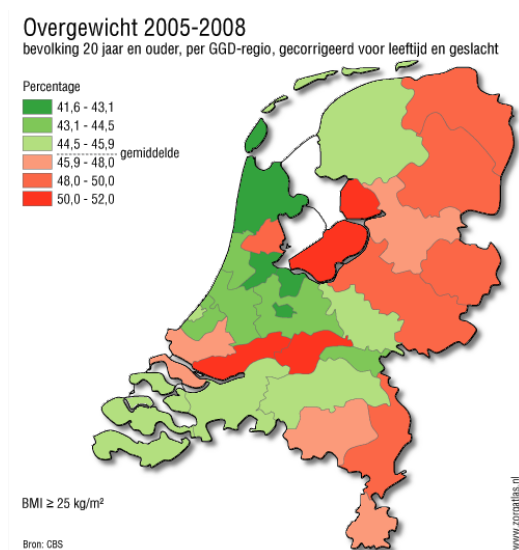 Overgewicht 2005-2008
bevolking 20 jaar en ouder, per GGD-regio, gecorrigeerd voor leeftijd en geslacht
Percentage
41,6 - 43,1
43,1 - 44,5
44,5 - 45,9
gemiddelde
45,9 - 48,0
48,0 - 50,0
50,0 - 52,0
BMI ≥ 25 kg/m²
Bron: CBS
www.zorgatlas.nl